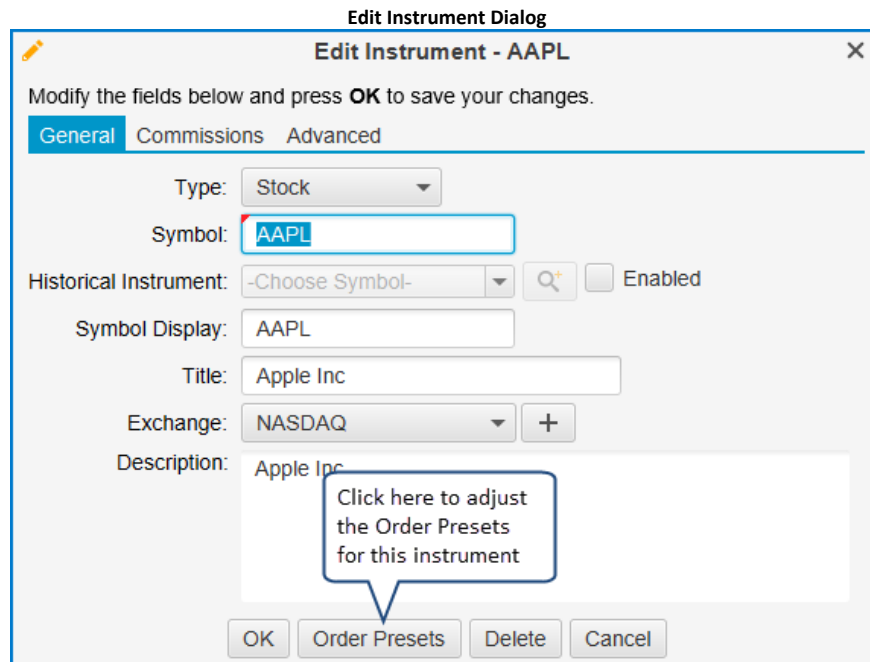 Edit Instrument Dialog
Edit Instrument - AAPL
Modify the fields below and press OK to save your changes.
General Commissions Advanced
Type: Stock
Symbol: AAPL
Historical Instrument: -Choose Symbol- Enabled
Symbol Display: AAPL
Title: Apple Inc
Exchange: NASDAQ +
Description: Apple Inc
Click here to adjust
the Order Presets
for this instrument
OK Order Presets Delete Cancel